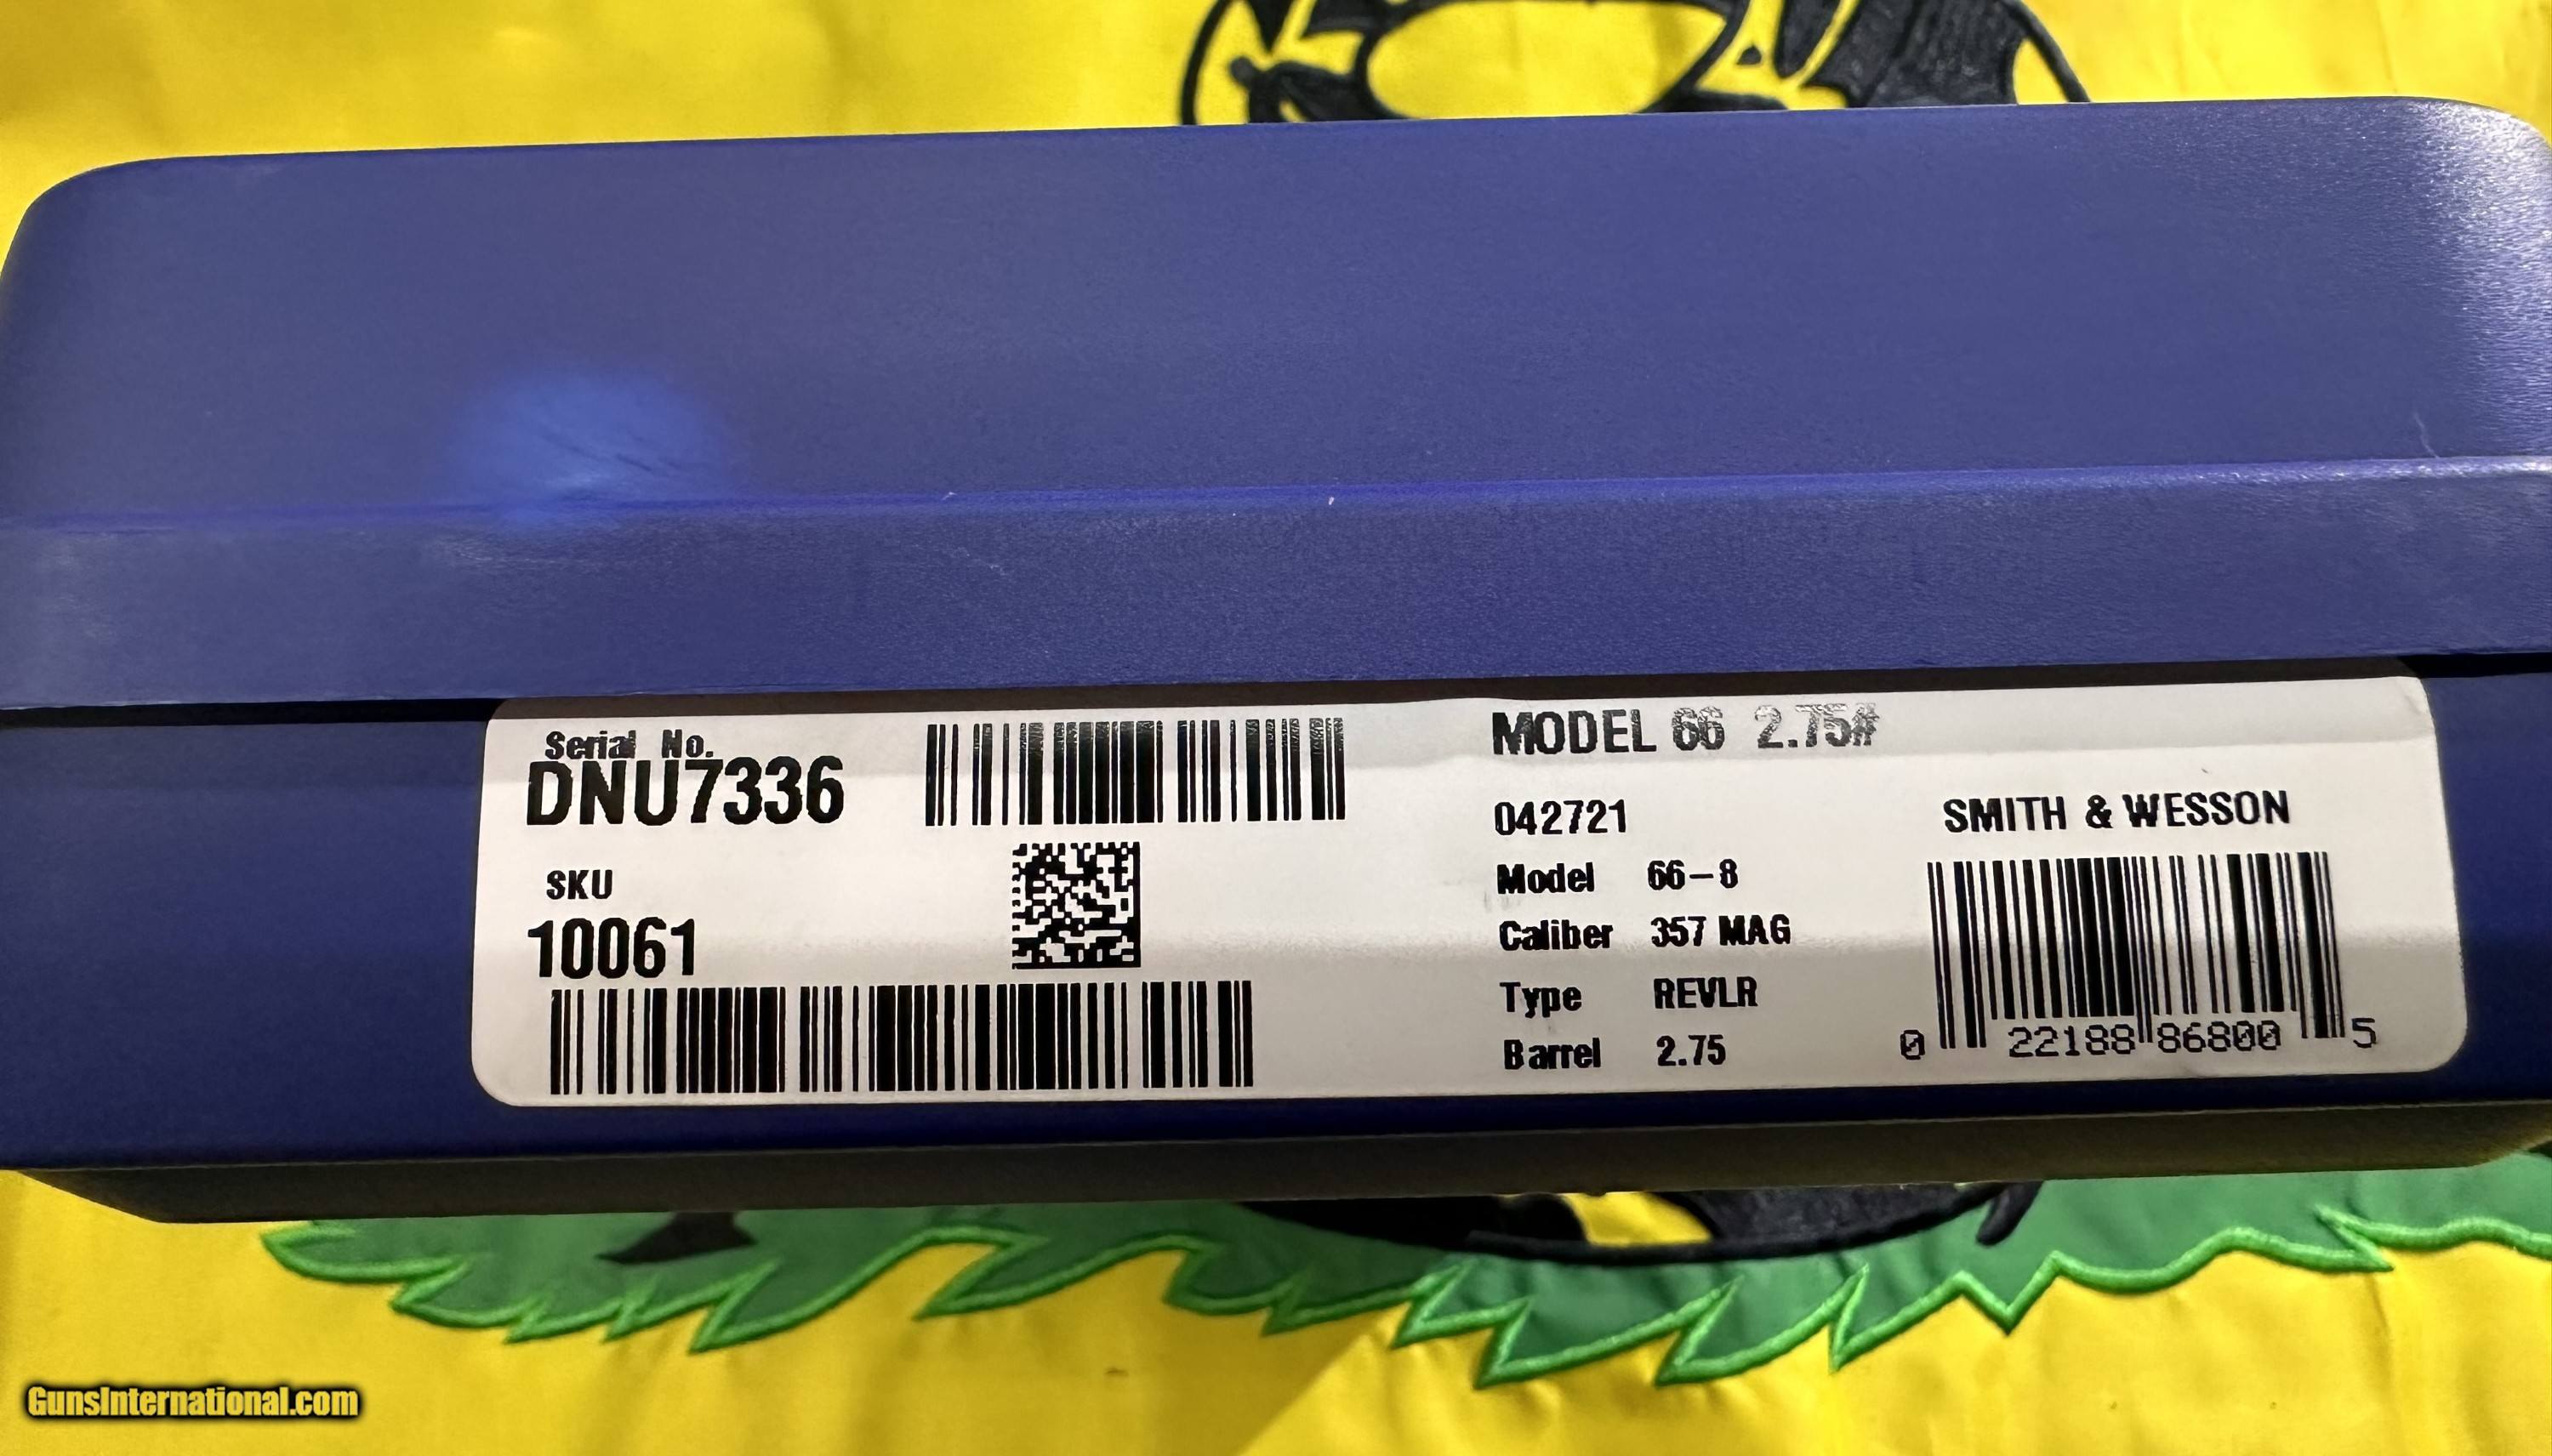 Serial No.
DNU7336
SKU
10061
MODEL 66 2.75#
042721
Model 66-8
Caliber 357 MAG
Type REVLR
Barrel 2.75
SMITH & WESSON
0 22188 86800 5
GunsInternational.com